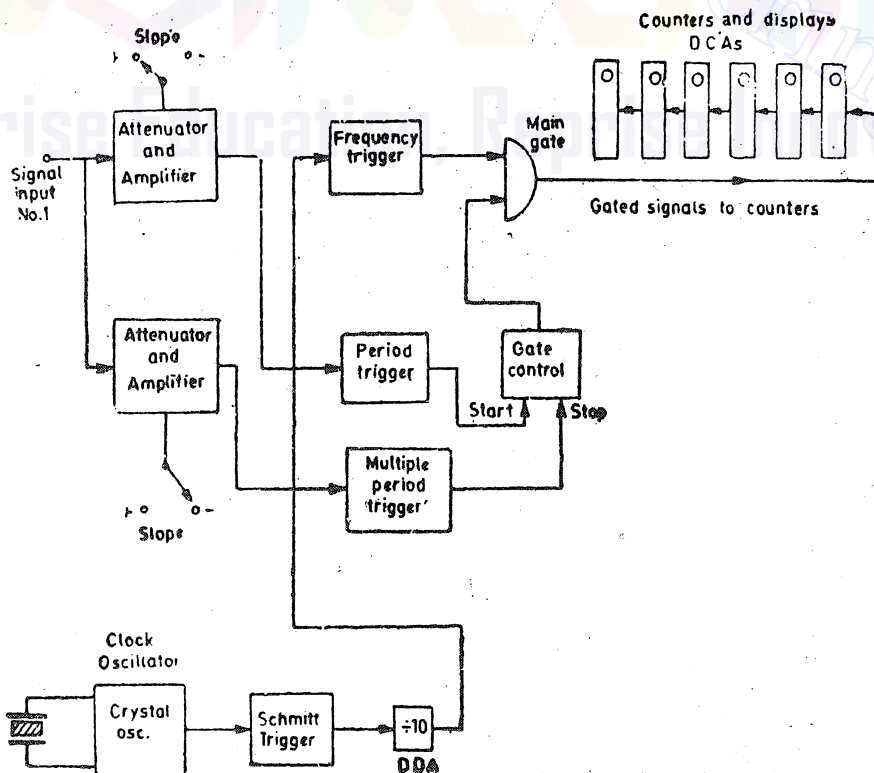 Counters and displays
DCAs
Slope
+ -
Attenuator
and
Amplifier
Signal
input
No.1
Frequency
trigger
Main
gate
Gated signals to counters
Attenuator
and
Amplifier
Period
trigger
Gate
control
Start
Stop
Multiple
period
'trigger'
+ -
Slope
Clock
Oscillator
Crystal
osc.
Schmitt
Trigger
÷10
DDA